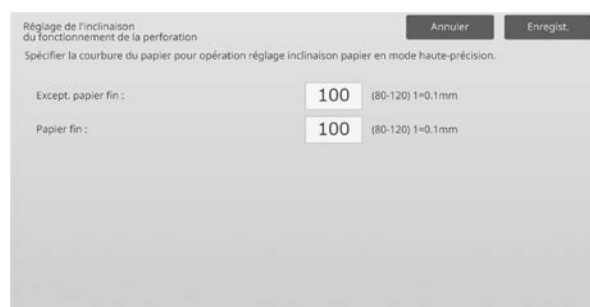 Réglage de l'inclinaison
du fonctionnement de la perforation
Annuler
Enregist.
Spécifier la courbure du papier pour opération réglage inclinaison papier en mode haute-précision.
Except. papier fin :
100
(80-120) 1=0.1mm
Papier fin :
100
(80-120) 1=0.1mm